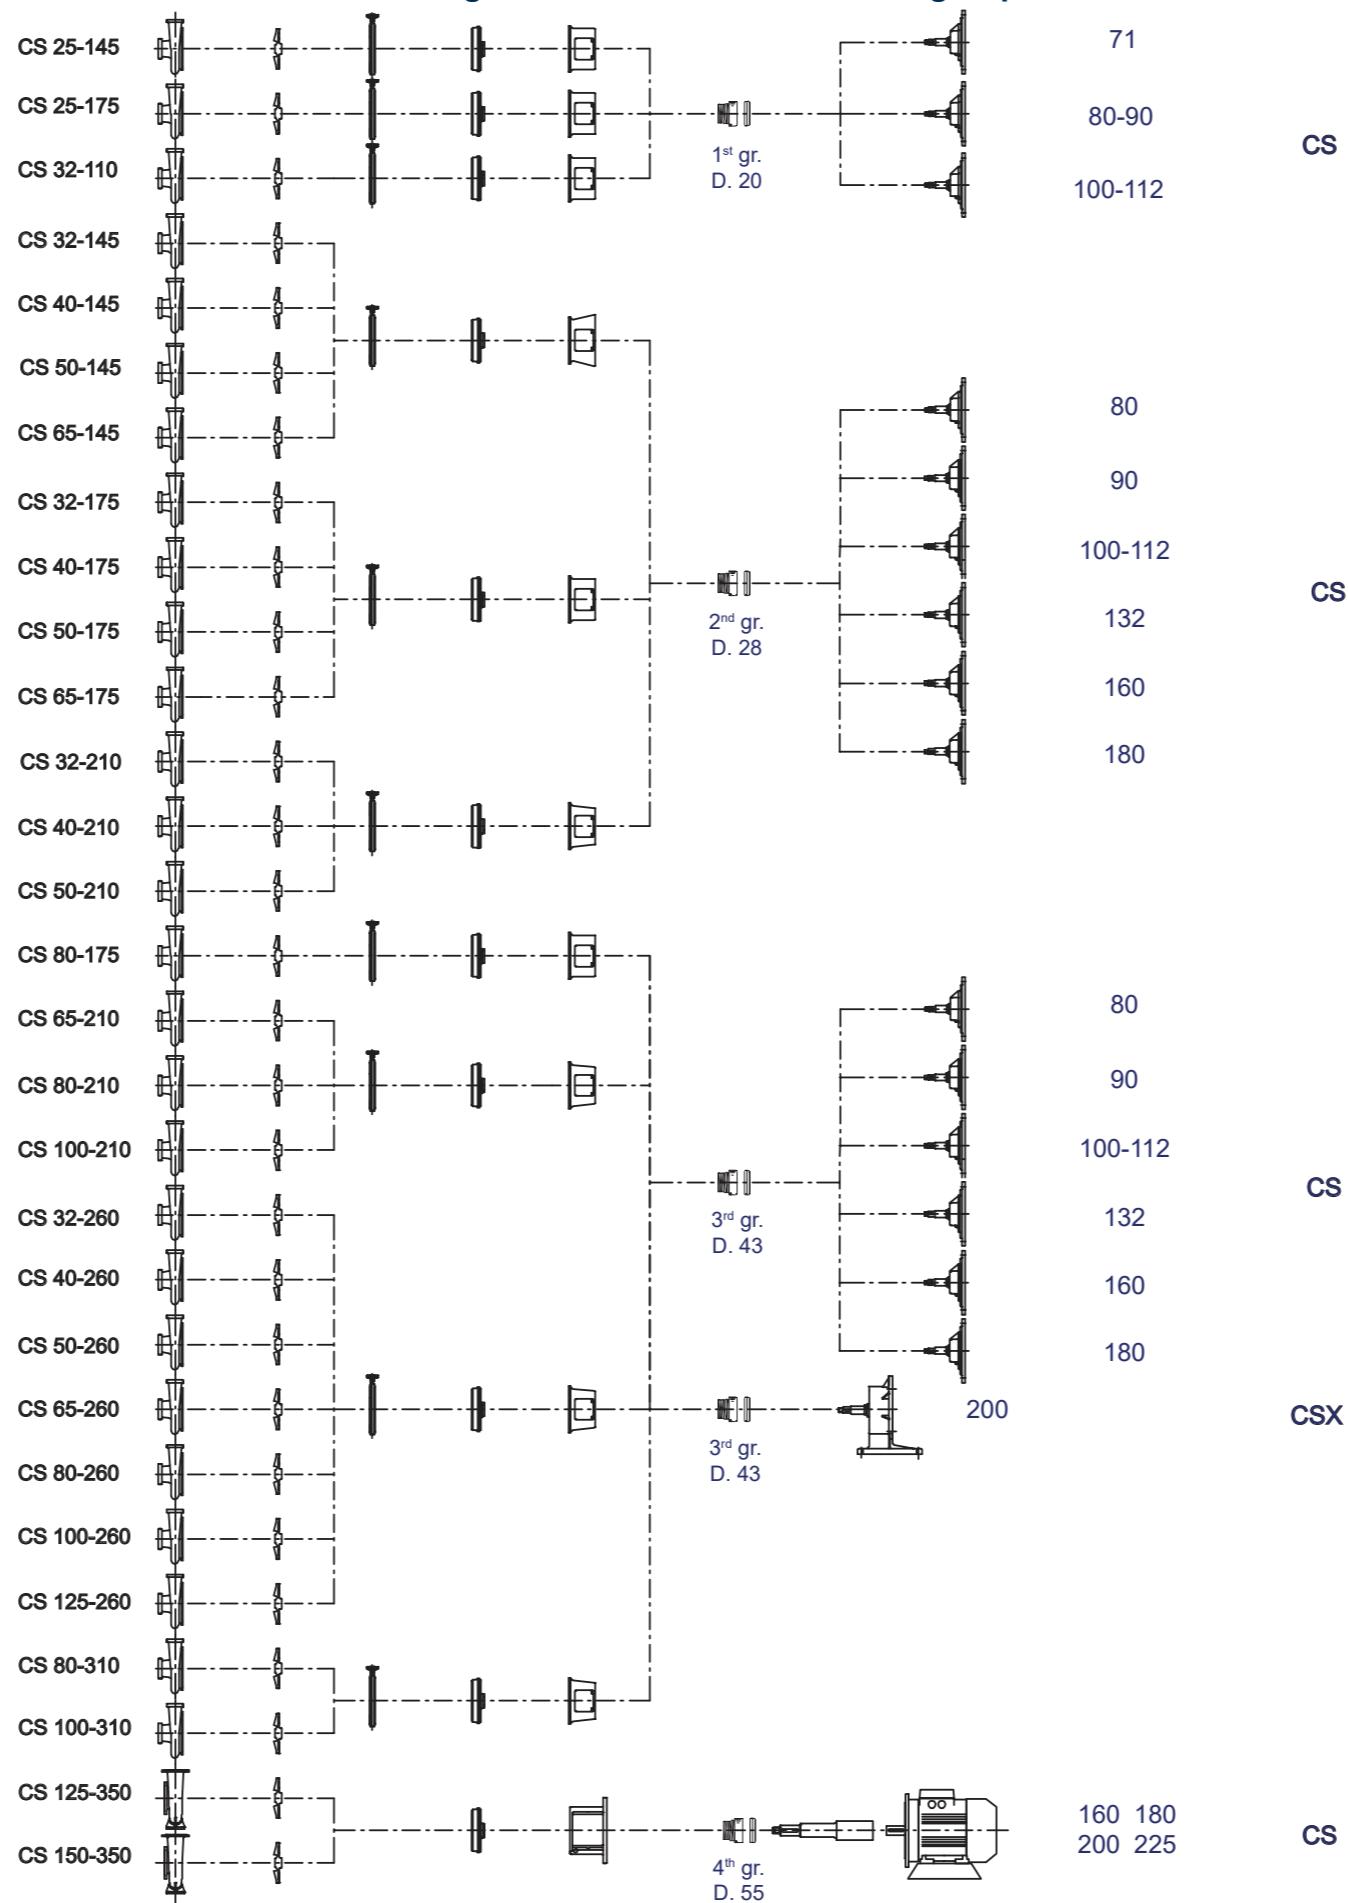 CS 25-145
71
CS 25-175
80-90
CS
1st gr.
D. 20
CS 32-110
100-112
CS 32-145
CS 40-145
CS 50-145
80
CS 65-145
90
CS 32-175
100-112
CS 40-175
CS
2nd gr.
D. 28
132
CS 50-175
160
CS 65-175
180
CS 32-210
CS 40-210
CS 50-210
CS 80-175
80
CS 65-210
90
CS 80-210
100-112
CS 100-210
CS
3rd gr.
D. 43
132
CS 32-260
160
CS 40-260
180
CS 50-260
CS 65-260
200
CSX
3rd gr.
D. 43
CS 80-260
CS 100-260
CS 125-260
CS 80-310
CS 100-310
CS 125-350
160 180
200 225
CS
CS 150-350
4th gr.
D. 55